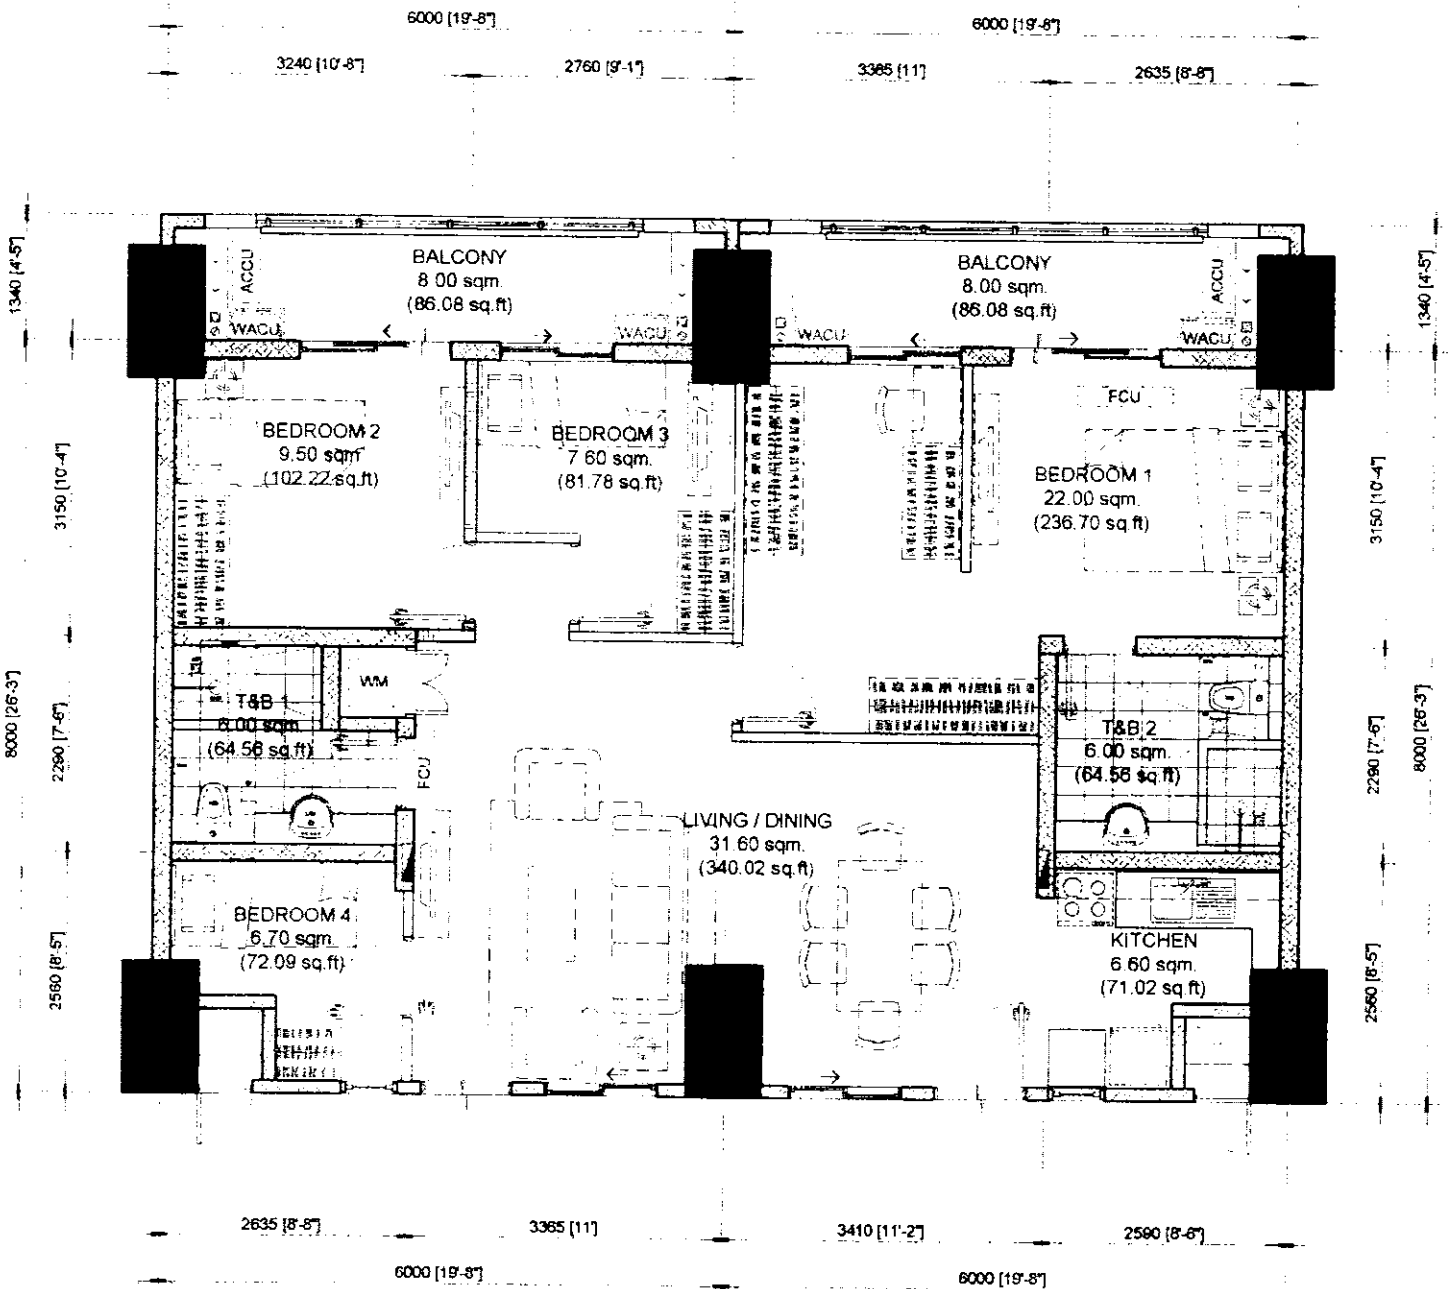 6000 [19'-8"]
6000 [19'-8"]
3240 [10'-8"]
2760 [9'-1"]
3365 [11']
2635 [8'-8"]
1340 [4'-5"]
1340 [4'-5"]
ACCU
BALCONY
8.00 sqm.
(86.08 sq.ft)
BALCONY
8.00 sqm.
(86.08 sq.ft)
ACCU
WACU
WACU
WACU
WACU
FCU
BEDROOM 2
9.50 sqm
(102.22 sq.ft)
BEDROOM 3
7.60 sqm.
(81.78 sq.ft)
BEDROOM 1
22.00 sqm.
(236.70 sq.ft)
3150 [10'-4"]
3150 [10'-4"]
WM
T&B 1
6.00 sqm
(64.56 sq.ft)
T&B 2
6.00 sqm.
(64.56 sq.ft)
8000 [26'-3"]
2290 [7'-6"]
FCU
2290 [7'-6"]
8000 [26'-3"]
LIVING / DINING
31.60 sqm.
(340.02 sq.ft)
BEDROOM 4
6.70 sqm.
(72.09 sq.ft)
KITCHEN
6.60 sqm.
(71.02 sq.ft)
2560 [8'-5"]
2560 [8'-5"]
2635 [8'-8"]
3365 [11']
3410 [11'-2"]
2590 [8'-6"]
6000 [19'-8"]
6000 [19'-8"]